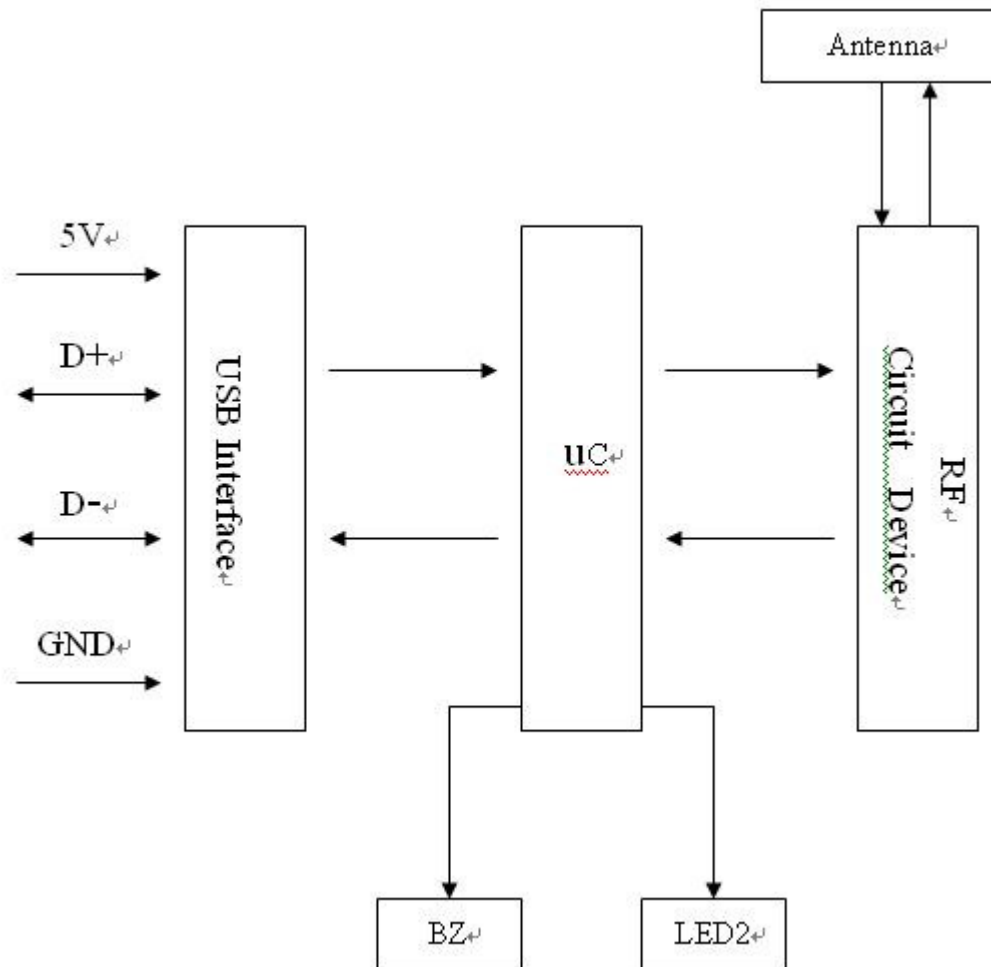 Antenna↵
5V↵
D+↵
D-↵
GND↵
USB Interface↵
uC↵
RF↵
Circuit Device↵
BZ↵
LED2↵